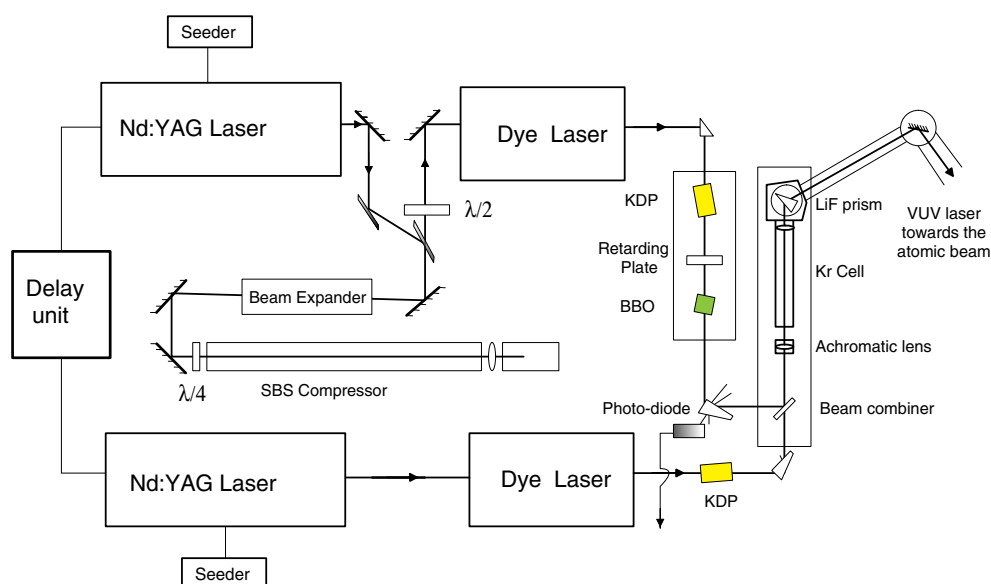 Seeder
Nd:YAG Laser
Dye Laser
λ/2
KDP
Retarding
Plate
BBO
LiF prism
VUV laser
towards the
atomic beam
Kr Cell
Delay
unit
Beam Expander
Achromatic lens
λ/4
SBS Compressor
Photo-diode
Beam combiner
Nd:YAG Laser
Dye Laser
KDP
Seeder